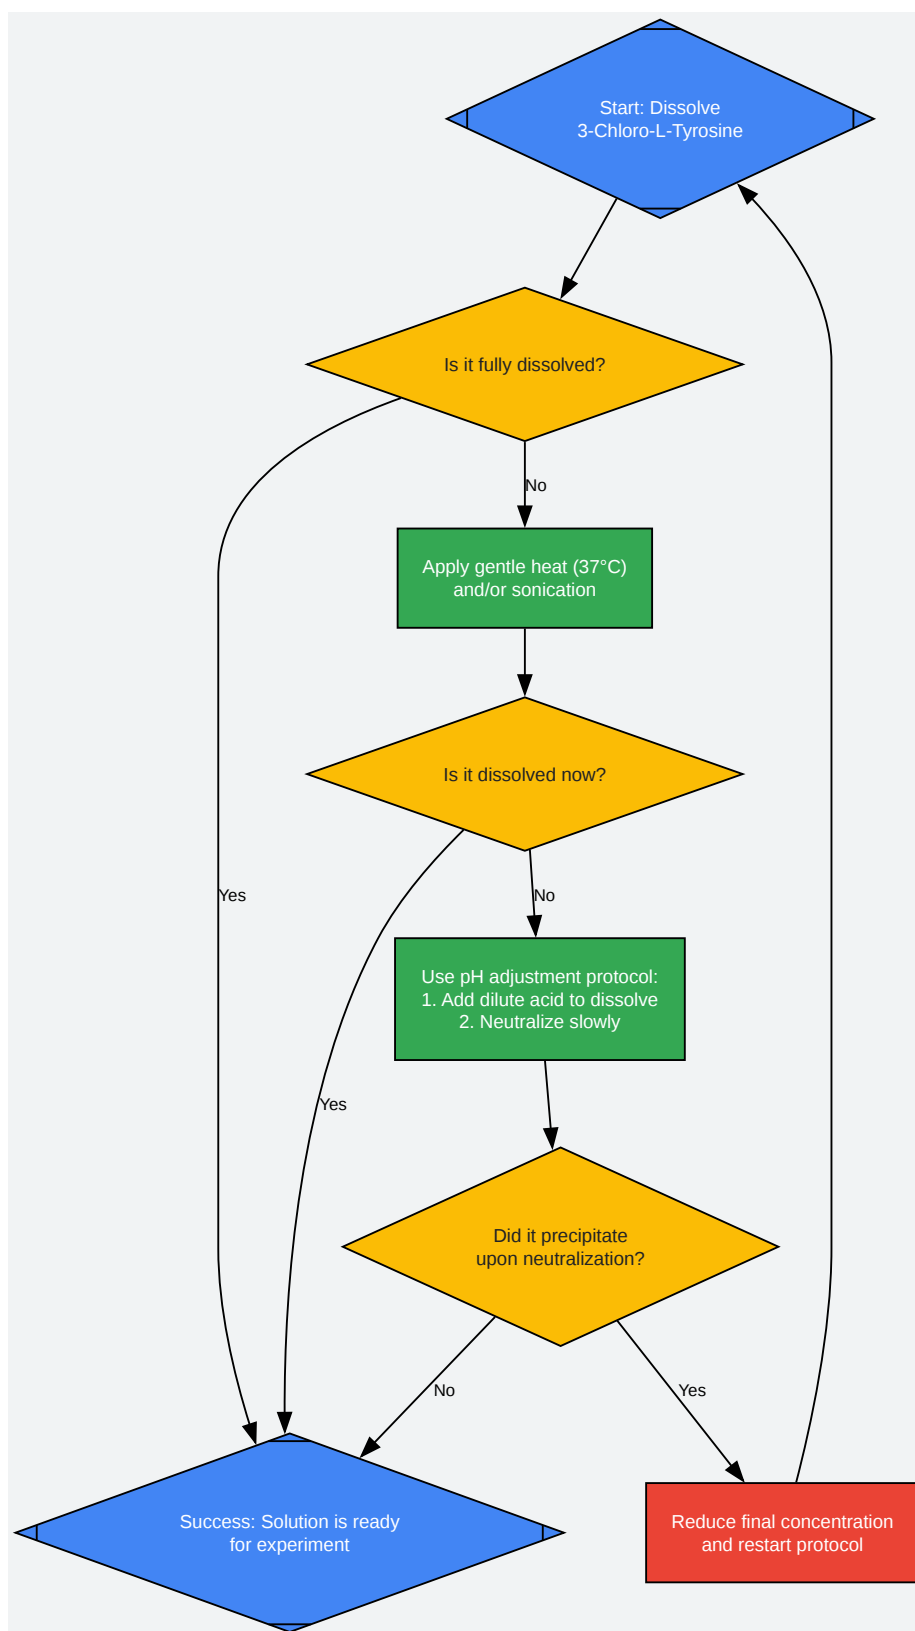 Start: Dissolve
3-Chloro-L-Tyrosine
Is it fully dissolved?
No
Apply gentle heat (37°C)
and/or sonication
Is it dissolved now?
Yes
No
Use pH adjustment protocol:
1. Add dilute acid to dissolve
2. Neutralize slowly
Yes
Did it precipitate
upon neutralization?
No
Yes
Success: Solution is ready
for experiment
Reduce final concentration
and restart protocol